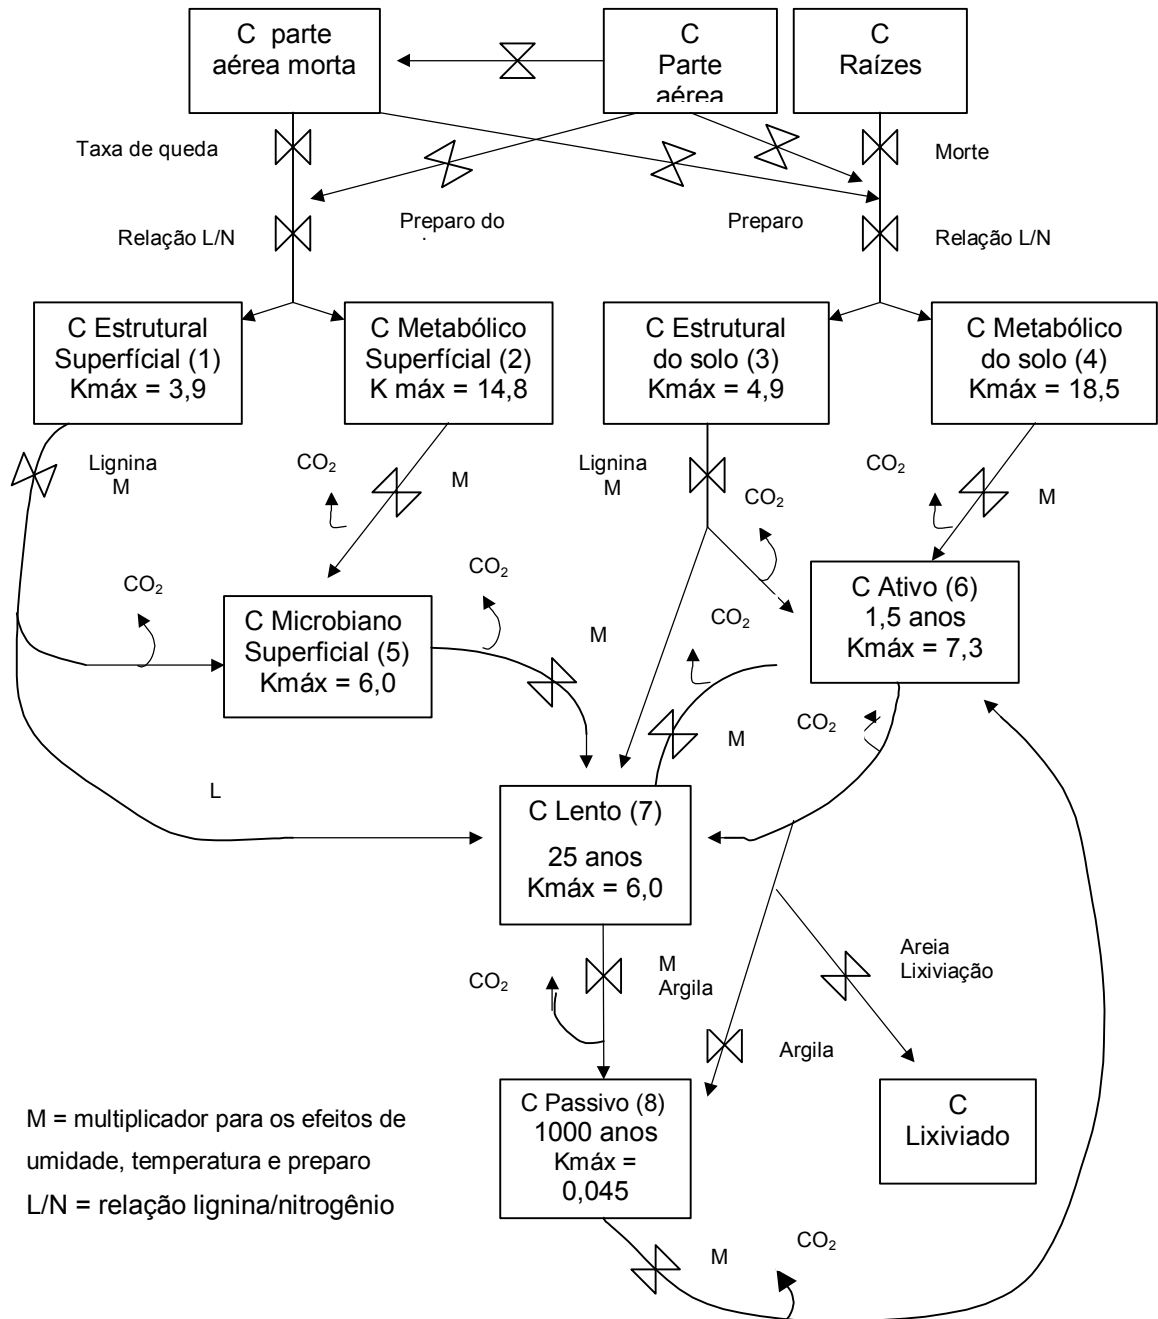 C parte
aérea morta
C
Parte
aérea
C
Raízes
Taxa de queda
Morte
Relação L/N
Preparo do
Preparo
Relação L/N
C Estrutural
Superfícial (1)
Kmáx = 3,9
C Metabólico
Superfícial (2)
K máx = 14,8
C Estrutural
do solo (3)
Kmáx = 4,9
C Metabólico
do solo (4)
Kmáx = 18,5
Lignina
M
CO₂
M
Lignina
M
CO₂
CO₂
M
C Microbiano
Superficial (5)
Kmáx = 6,0
CO₂
CO₂
M
CO₂
C Ativo (6)
1,5 anos
Kmáx = 7,3
CO₂
M
L
C Lento (7)
25 anos
Kmáx = 6,0
CO₂
M
Argila
Areia
Lixiviação
Argila
C Passivo (8)
1000 anos
Kmáx =
0,045
C
Lixiviado
M
CO₂
M = multiplicador para os efeitos de
umidade, temperatura e preparo
L/N = relação lignina/nitrogênio